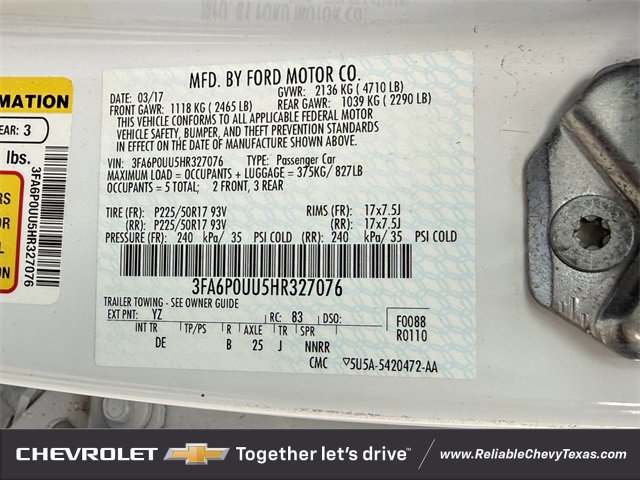 MFD. BY FORD MOTOR CO.
DATE: 03/17 GVWR: 2136 KG ( 4710 LB)
FRONT GAWR: 1118 KG ( 2465 LB) REAR GAWR: 1039 KG ( 2290 LB)
THIS VEHICLE CONFORMS TO ALL APPLICABLE FEDERAL MOTOR
VEHICLE SAFETY, BUMPER, AND THEFT PREVENTION STANDARDS
IN EFFECT ON THE DATE OF MANUFACTURE SHOWN ABOVE.
VIN: 3FA6P0UU5HR327076 TYPE: Passenger Car
MAXIMUM LOAD = OCCUPANTS + LUGGAGE = 375KG/ 827LB
OCCUPANTS = 5 TOTAL; 2 FRONT, 3 REAR
TIRE (F): P225/50R17 93V RIMS (F): 17x7.5J
(RR): P225/50R17 93V (RR): 17x7.5J
PRESSURE (FR): 240 kPa/ 35 PSI COLD (RR): 240 kPa/ 35 PSI COLD
3FA6P0UU5HR327076
TRAILER TOWING - SEE OWNER GUIDE
EXT PNT: YZ RC: 83 DSO: F0088
R0110
INT TR TP/PS R AXLE TR SPR
DE B 25 J NNRR
CMC ▽5U5A-5420472-AA
RMATION
EAR: 3
lbs.
3FA6P0UU5HR327076
RS
OR
AL
ION
CHEVROLET Together let's drive™ www.ReliableChevyTexas.com